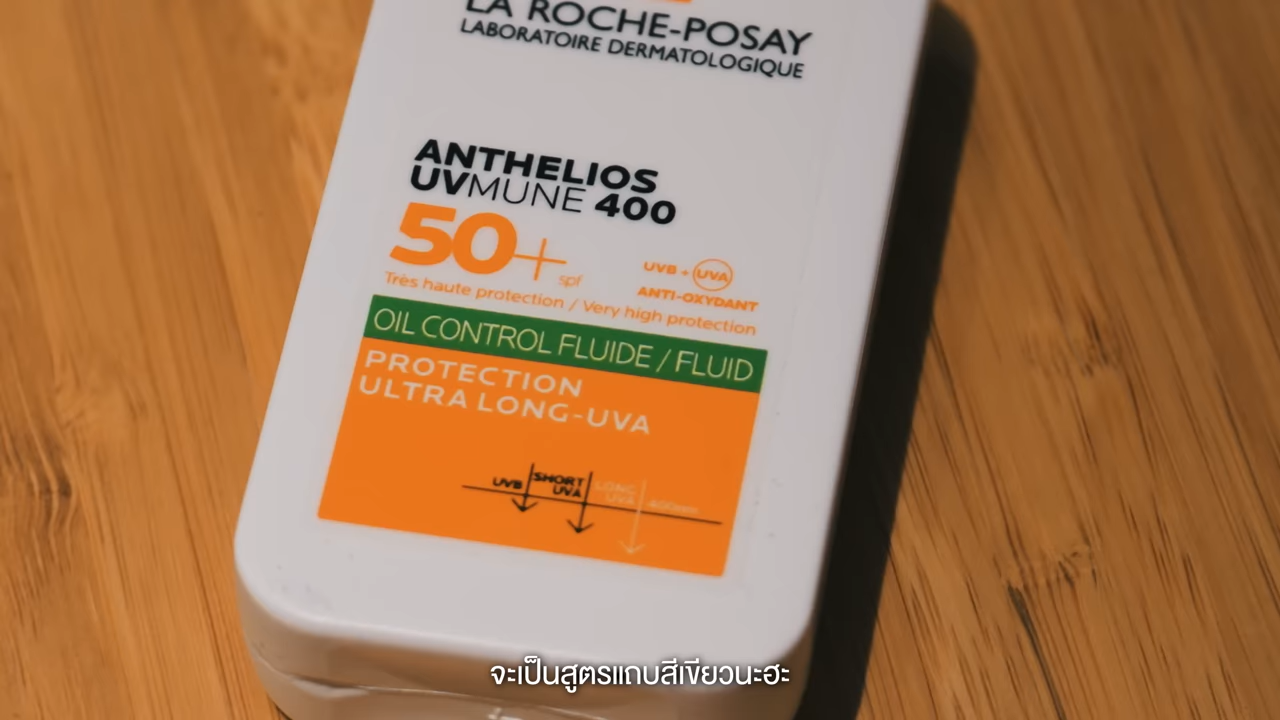 LA ROCHE-POSAY
LABORATOIRE DERMATOLOGIQUE
ANTHELIOS
UVMUNE 400
50+ spf
UVB + UVA
ANTI-OXYDANT
Très haute protection / Very high protection
OIL CONTROL FLUIDE / FLUID
PROTECTION
ULTRA LONG-UVA
UVB SHORT UVA LONG UVA 400nm
จะเป็นสูตรแถบสีเขียวนะฮะ